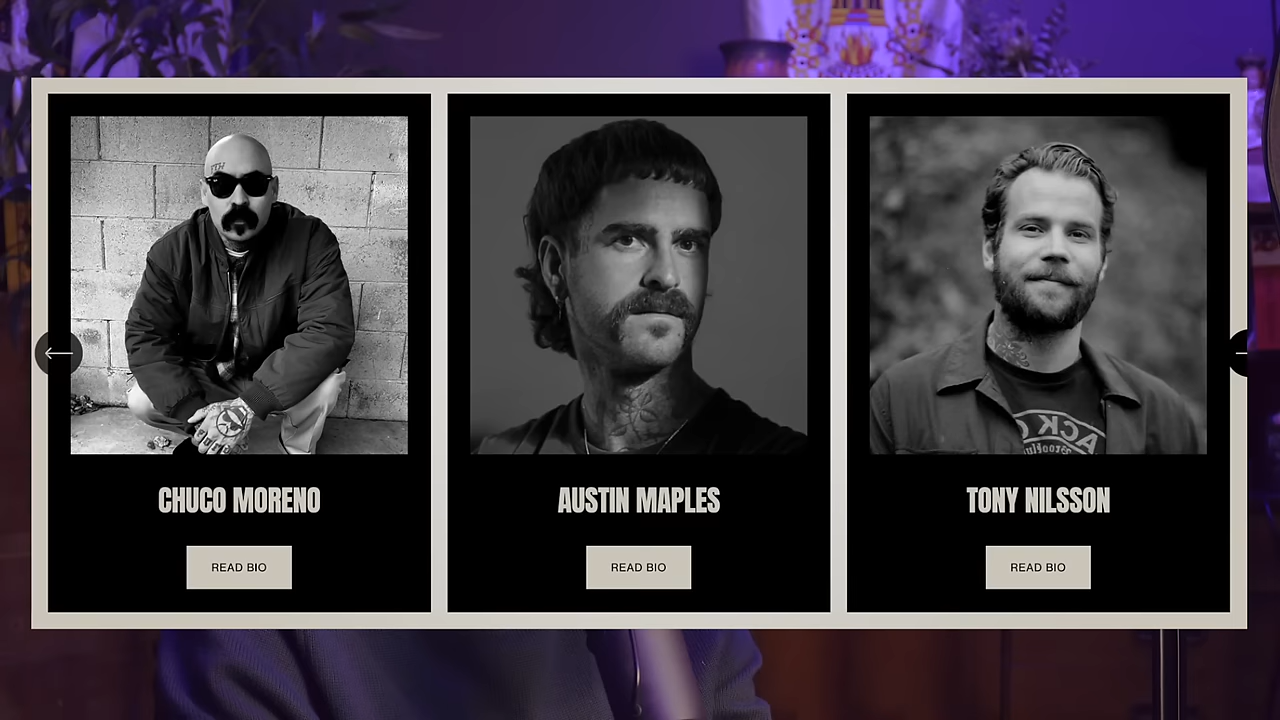 CHUCO MORENO
AUSTIN MAPLES
TONY NILSSON
READ BIO
READ BIO
READ BIO